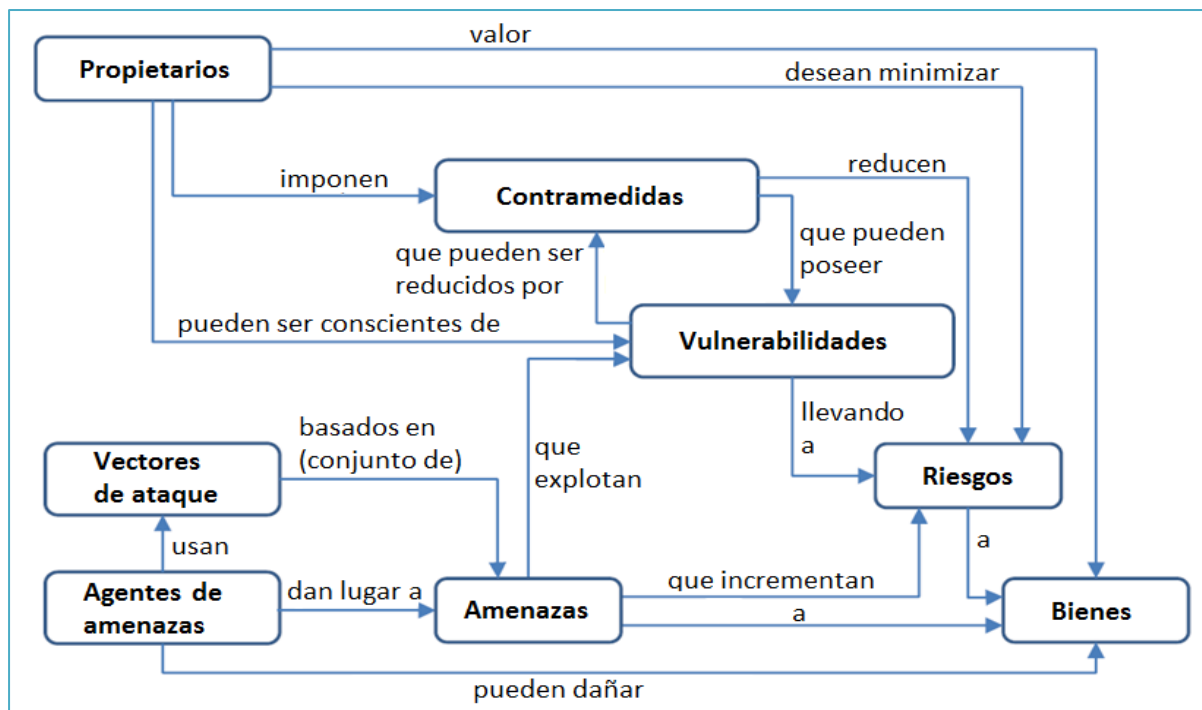 valor
Propietarios
desean minimizar
imponen
Contramedidas
reducen
que pueden ser
reducidos por
que pueden
poseer
pueden ser conscientes de
Vulnerabilidades
basados en
(conjunto de)
que
explotan
llevando
a
Vectores
de ataque
Riesgos
usan
a
Agentes de
amenazas
dan lugar a
Amenazas
que incrementan
a
Bienes
pueden dañar